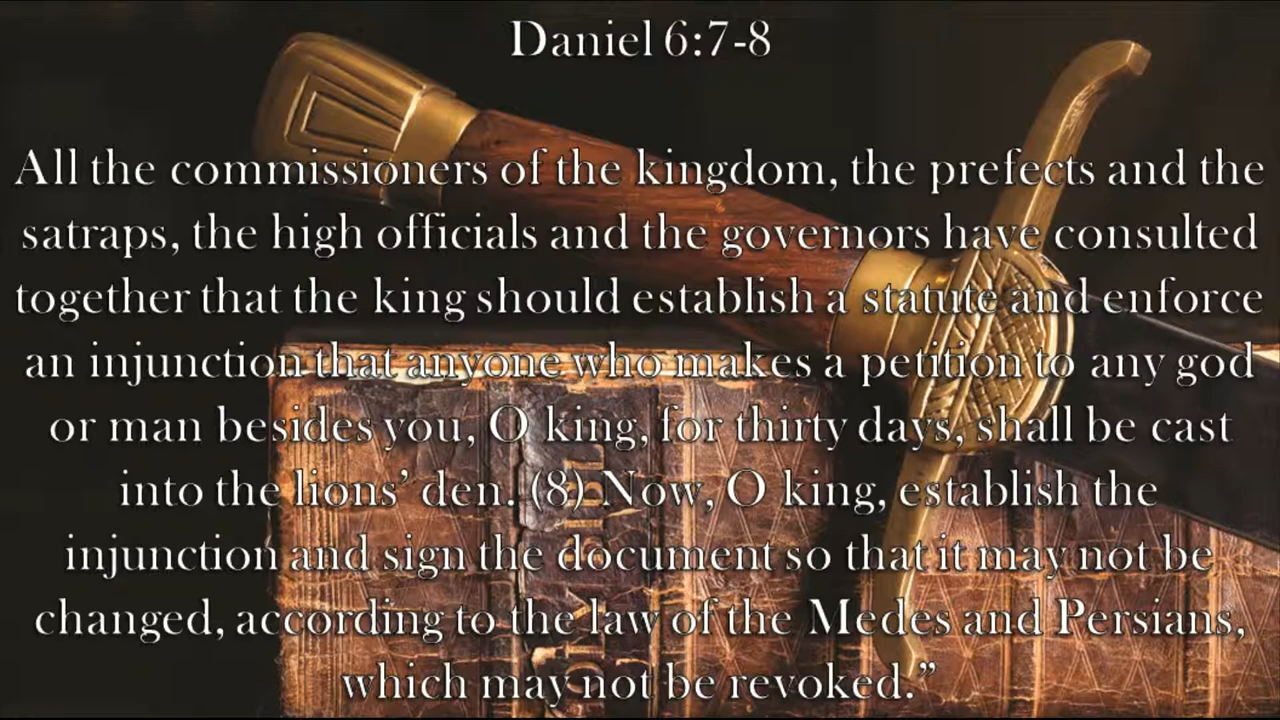 Daniel 6:7-8
All the commissioners of the kingdom, the prefects and the
satraps, the high officials and the governors have consulted
together that the king should establish a statute and enforce
an injunction that anyone who makes a petition to any god
or man besides you, O king, for thirty days, shall be cast
into the lions’ den. (8) Now, O king, establish the
injunction and sign the document so that it may not be
changed, according to the law of the Medes and Persians,
which may not be revoked.”